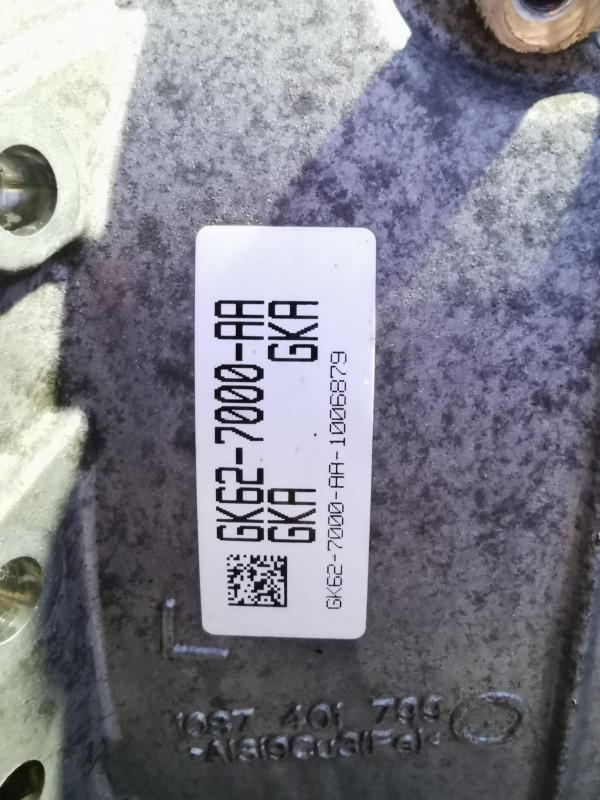 GK62-7000-AA
GKA GKA
GK62-7000-AA-1006879
L
1087 401 799
>AlSi9Cu3(Fe)<